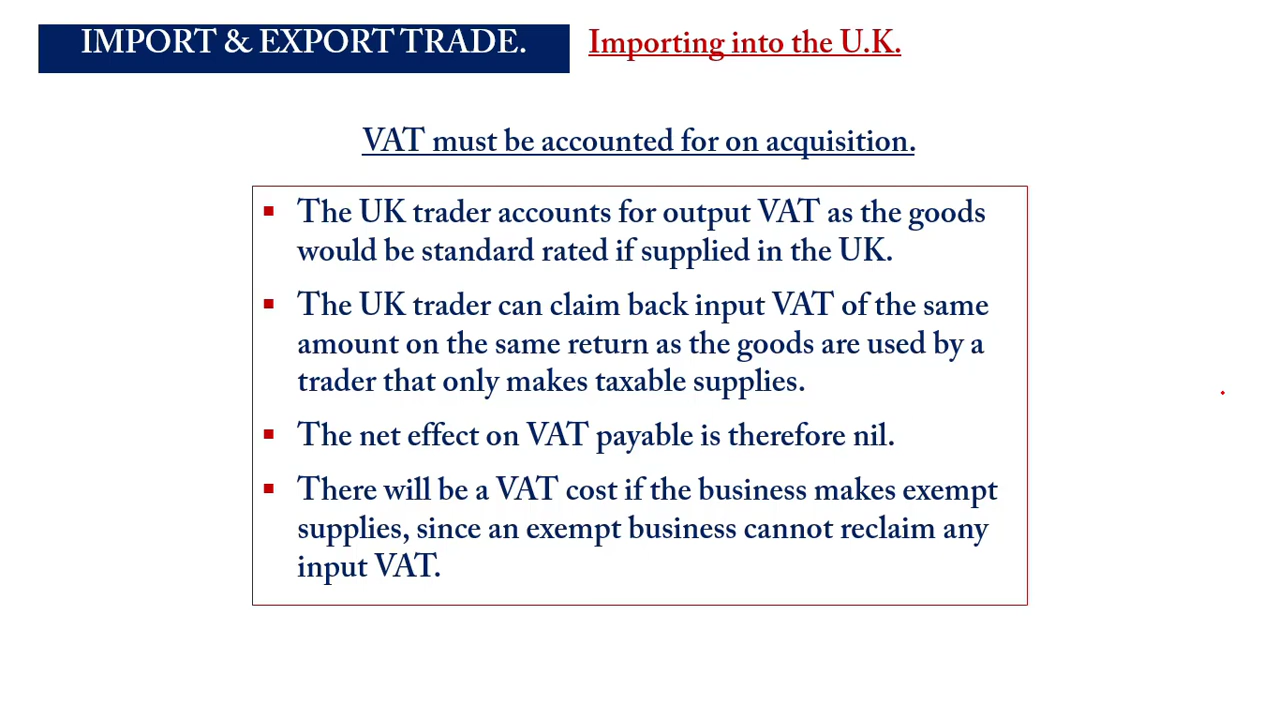 IMPORT & EXPORT TRADE.
Importing into the U.K.
VAT must be accounted for on acquisition.
▪ The UK trader accounts for output VAT as the goods
would be standard rated if supplied in the UK.
▪ The UK trader can claim back input VAT of the same
amount on the same return as the goods are used by a
trader that only makes taxable supplies.
▪ The net effect on VAT payable is therefore nil.
▪ There will be a VAT cost if the business makes exempt
supplies, since an exempt business cannot reclaim any
input VAT.